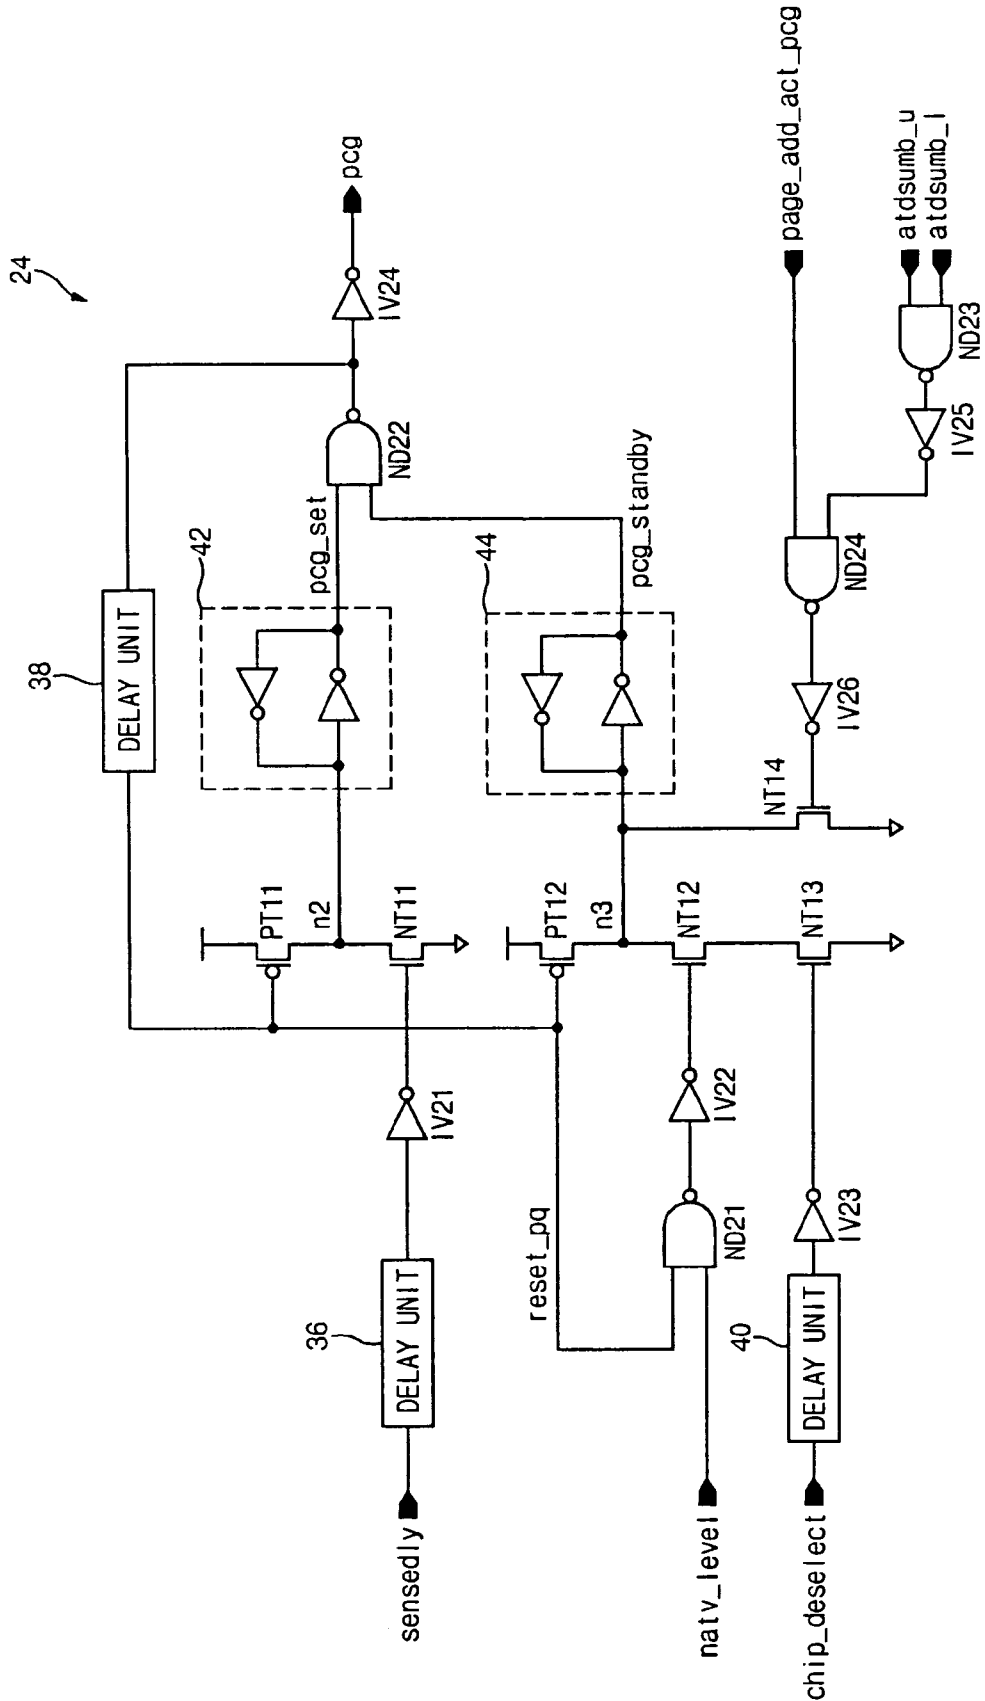 24
38
DELAY UNIT
pcg
IV24
42
pcg_set
ND22
PT11
n2
NT11
IV21
36
DELAY UNIT
sensedly
44
pcg_standby
PT12
n3
NT12
IV22
reset_pq
ND21
natv_level
NT13
IV23
40
DELAY UNIT
chip_deselect
NT14
IV26
ND24
page_add_act_pcg
IV25
ND23
atdsumb_u
atdsumb_l